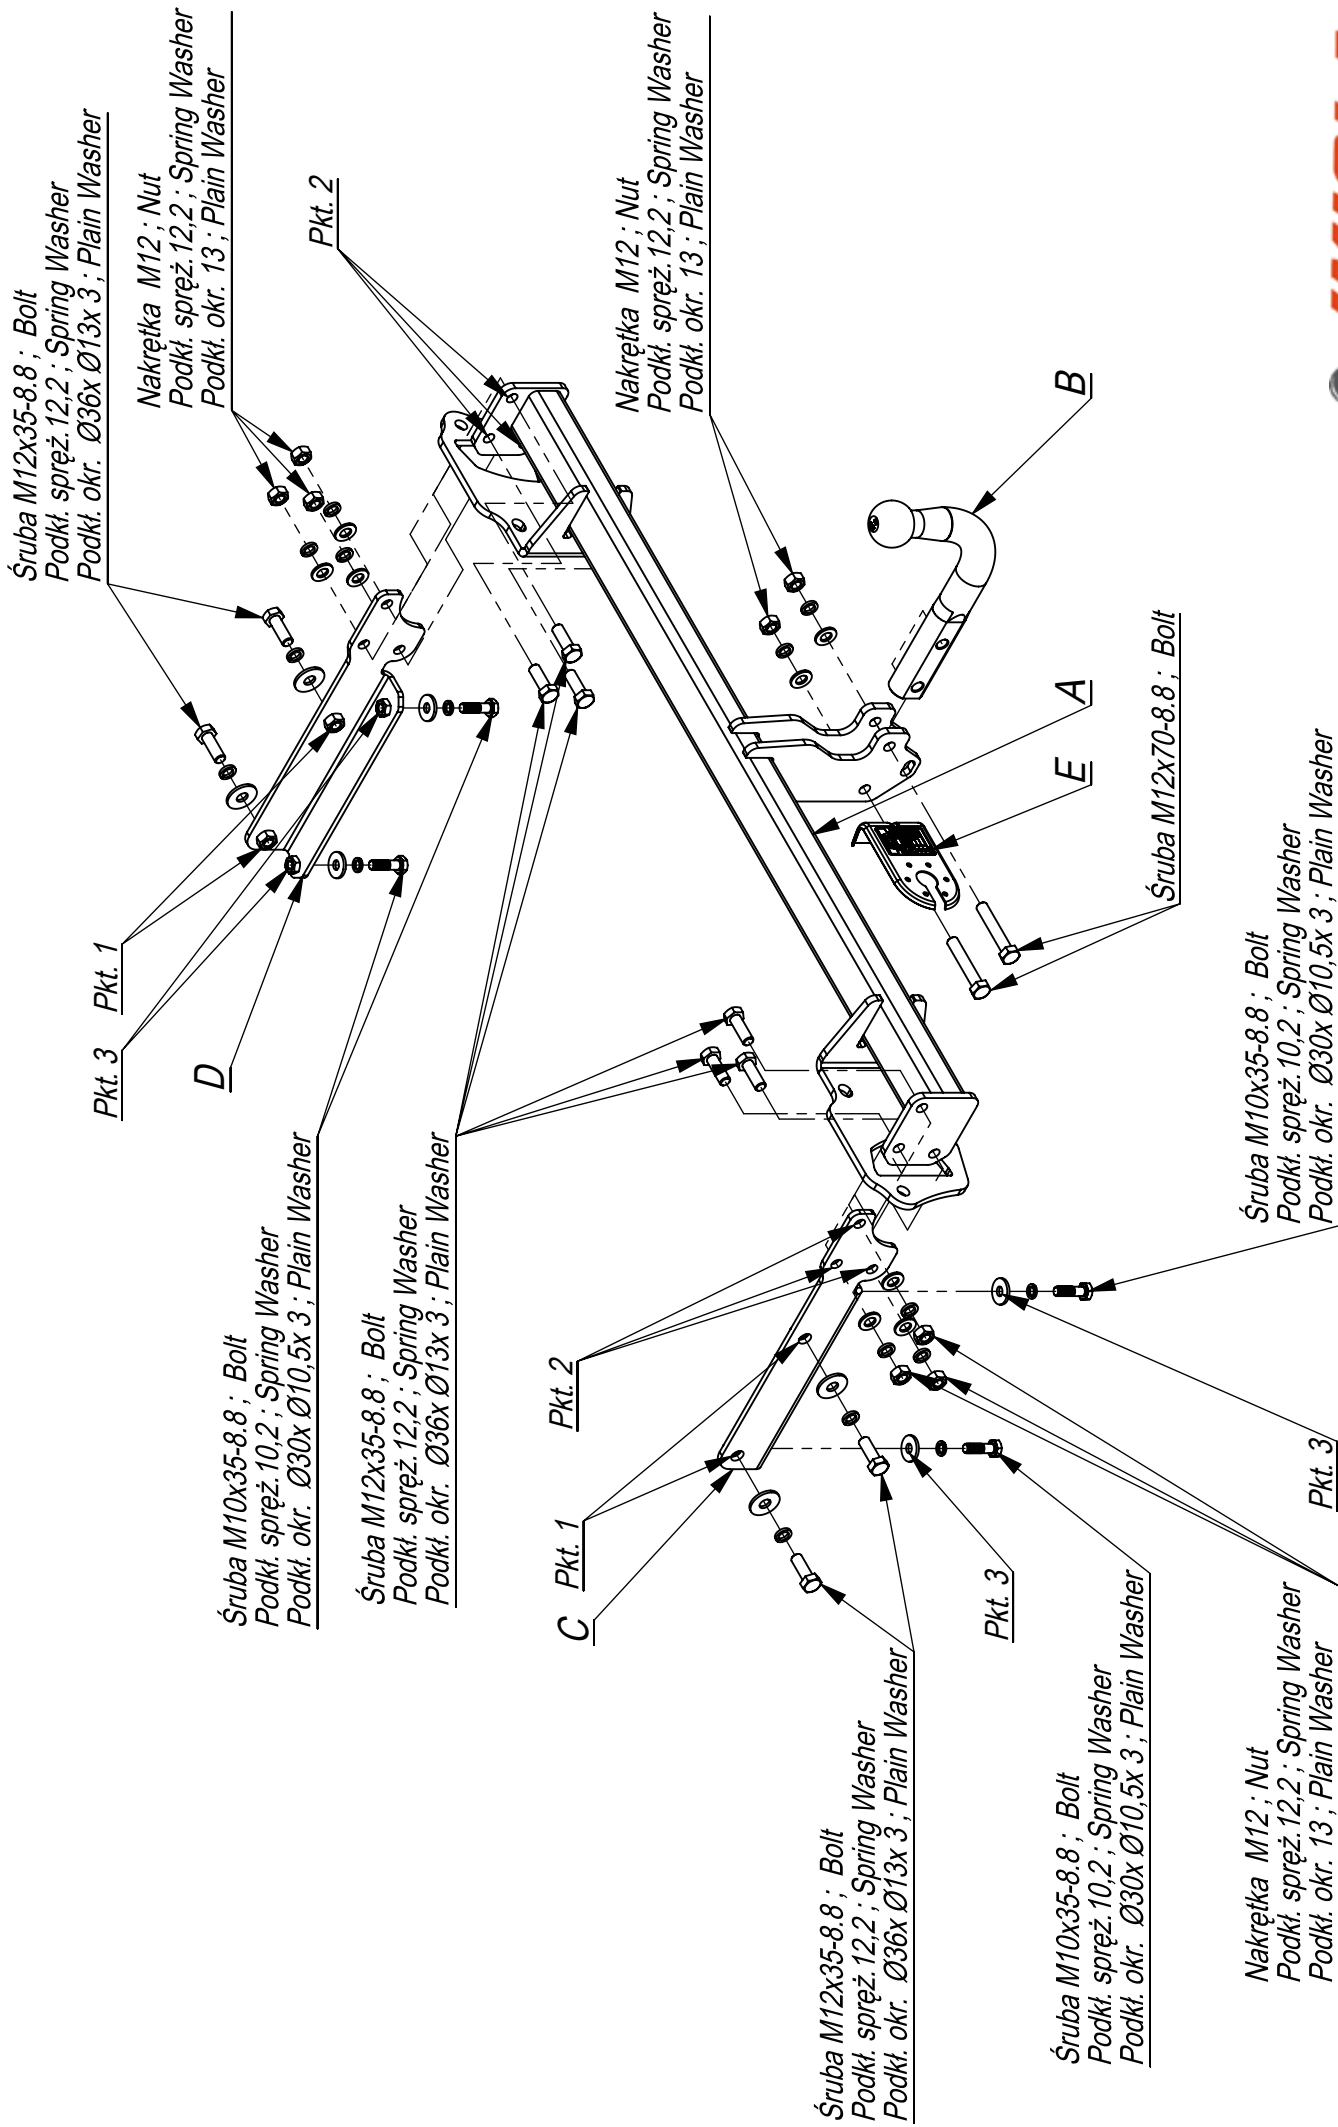 Śruba M12x35-8.8 ; Bolt
Podkł. spręż.12,2 ; Spring Washer
Podkł. okr. Ø36x Ø13x 3 ; Plain Washer
Nakrętka M12 ; Nut
Podkł. spręż.12,2 ; Spring Washer
Podkł. okr. 13 ; Plain Washer
Pkt. 2
Nakrętka M12 ; Nut
Podkł. spręż.12,2 ; Spring Washer
Podkł. okr. 13 ; Plain Washer
B
Pkt. 1
Pkt. 3
D
A
E
Śruba M12x70-8.8 ; Bolt
Śruba M10x35-8.8 ; Bolt
Podkł. spręż.10,2 ; Spring Washer
Podkł. okr. Ø30x Ø10,5x 3 ; Plain Washer
Śruba M12x35-8.8 ; Bolt
Podkł. spręż.12,2 ; Spring Washer
Podkł. okr. Ø36x Ø13x 3 ; Plain Washer
Śruba M10x35-8.8 ; Bolt
Podkł. spręż.10,2 ; Spring Washer
Podkł. okr. Ø30x Ø10,5x 3 ; Plain Washer
Pkt. 2
Pkt. 1
C
Pkt. 3
Pkt. 3
Śruba M12x35-8.8 ; Bolt
Podkł. spręż.12,2 ; Spring Washer
Podkł. okr. Ø36x Ø13x 3 ; Plain Washer
Śruba M10x35-8.8 ; Bolt
Podkł. spręż.10,2 ; Spring Washer
Podkł. okr. Ø30x Ø10,5x 3 ; Plain Washer
Nakrętka M12 ; Nut
Podkł. spręż.12,2 ; Spring Washer
Podkł. okr. 13 ; Plain Washer